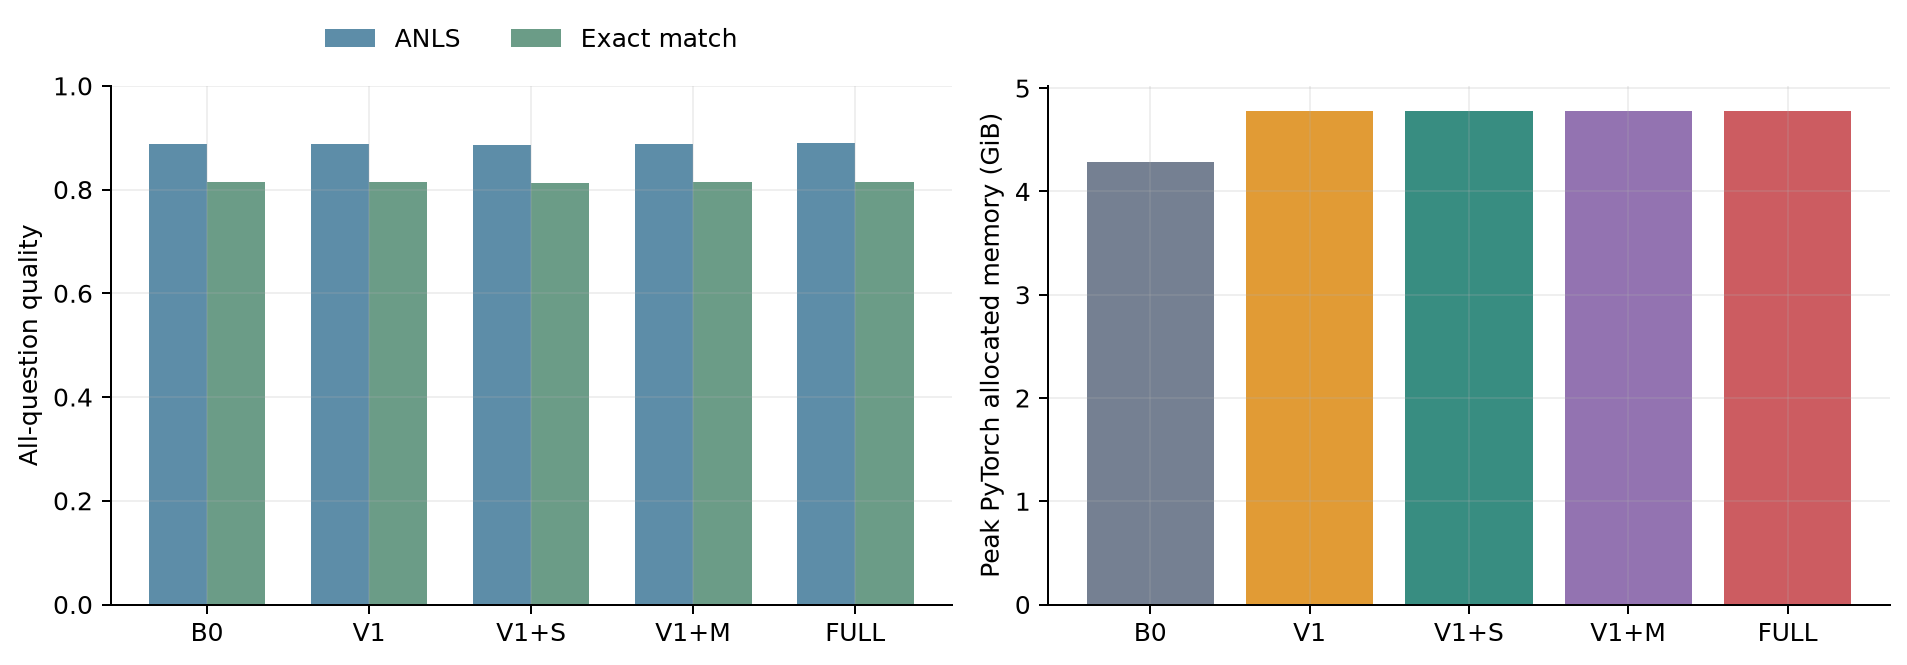 ANLS Exact match
All-question quality
1.0
0.8
0.6
0.4
0.2
0.0
B0 V1 V1+S V1+M FULL
Peak PyTorch allocated memory (GiB)
5
4
3
2
1
0
B0 V1 V1+S V1+M FULL